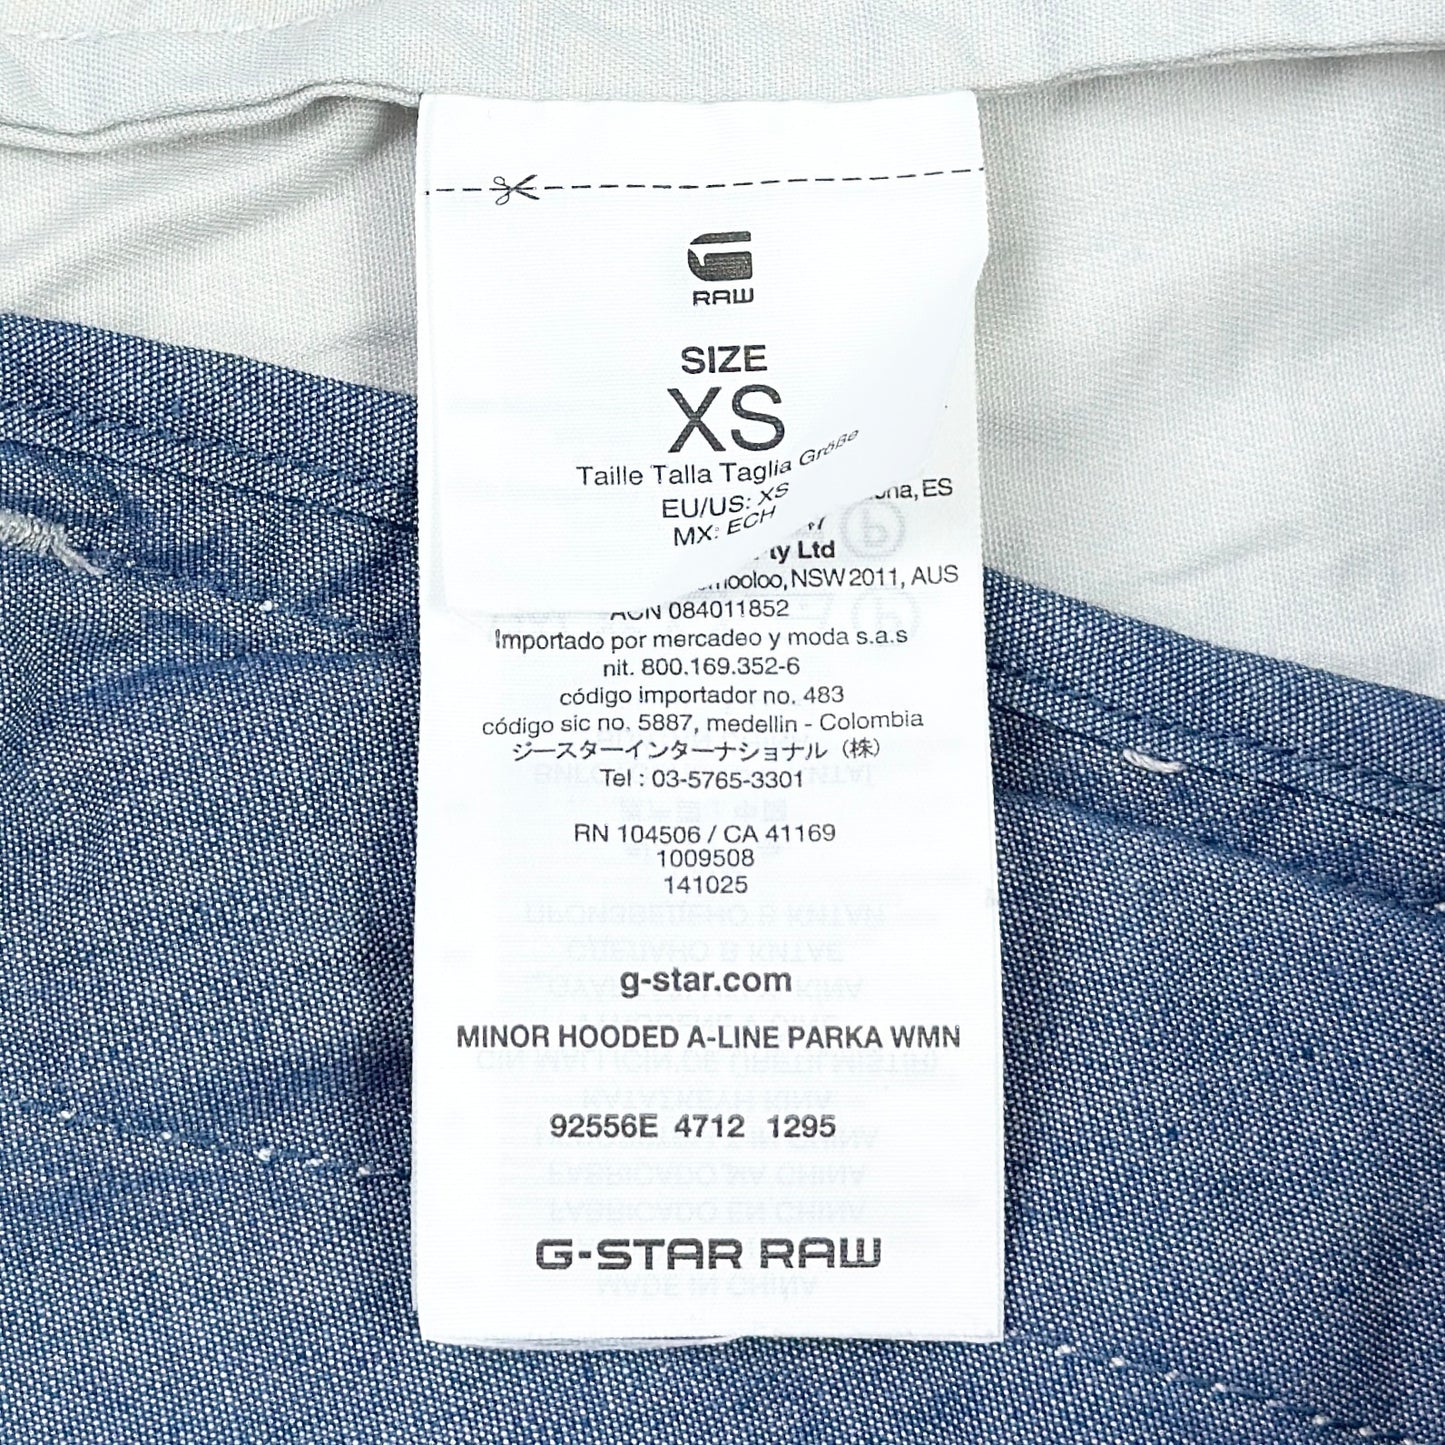 RAW
SIZE
XS
Taille Talla Taglia Größe
EU/US: XS
MX: ECH
ES
Pty Ltd
NSW 2011, AUS
ACN 084011852
Importado por mercadeo y moda s.a.s
nit. 800.169.352-6
código importador no. 483
código sic no. 5887, medellin - Colombia
ジースターインターナショナル（株）
Tel : 03-5765-3301
RN 104506 / CA 41169
1009508
141025
g-star.com
MINOR HOODED A-LINE PARKA WMN
92556E 4712 1295
G-STAR RAW